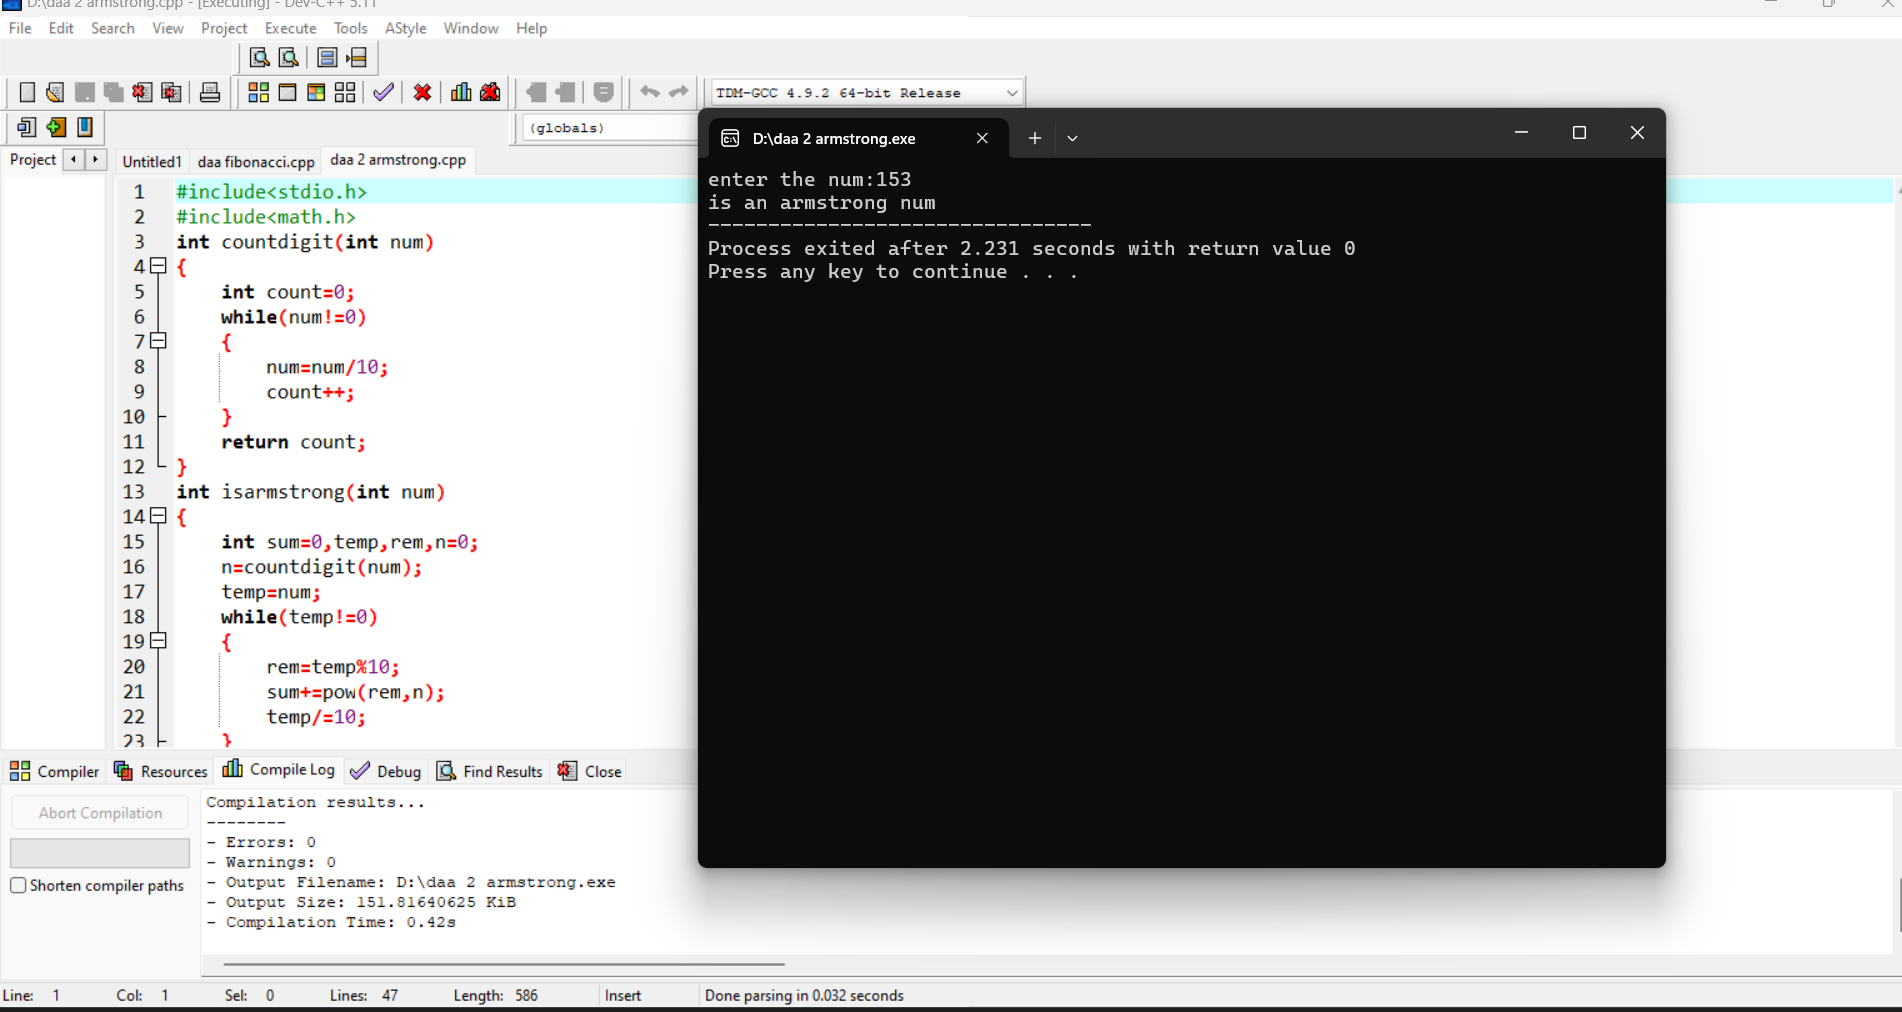 D:\daa 2 armstrong.cpp - [Executing] - Dev-C++ 5.11
File Edit Search View Project Execute Tools AStyle Window Help
TDM-GCC 4.9.2 64-bit Release
(globals)
Project Untitled1 daa fibonacci.cpp daa 2 armstrong.cpp
1 #include<stdio.h>
2 #include<math.h>
3 int countdigit(int num)
4 {
5 int count=0;
6 while(num!=0)
7 {
8 num=num/10;
9 count++;
10 }
11 return count;
12 }
13 int isarmstrong(int num)
14 {
15 int sum=0,temp,rem,n=0;
16 n=countdigit(num);
17 temp=num;
18 while(temp!=0)
19 {
20 rem=temp%10;
21 sum+=pow(rem,n);
22 temp/=10;
23 }
D:\daa 2 armstrong.exe
enter the num:153
is an armstrong num
--------------------------------
Process exited after 2.231 seconds with return value 0
Press any key to continue . . .
Compiler Resources Compile Log Debug Find Results Close
Abort Compilation
Shorten compiler paths
Compilation results...
--------
- Errors: 0
- Warnings: 0
- Output Filename: D:\daa 2 armstrong.exe
- Output Size: 151.81640625 KiB
- Compilation Time: 0.42s
Line: 1 Col: 1 Sel: 0 Lines: 47 Length: 586 Insert Done parsing in 0.032 seconds